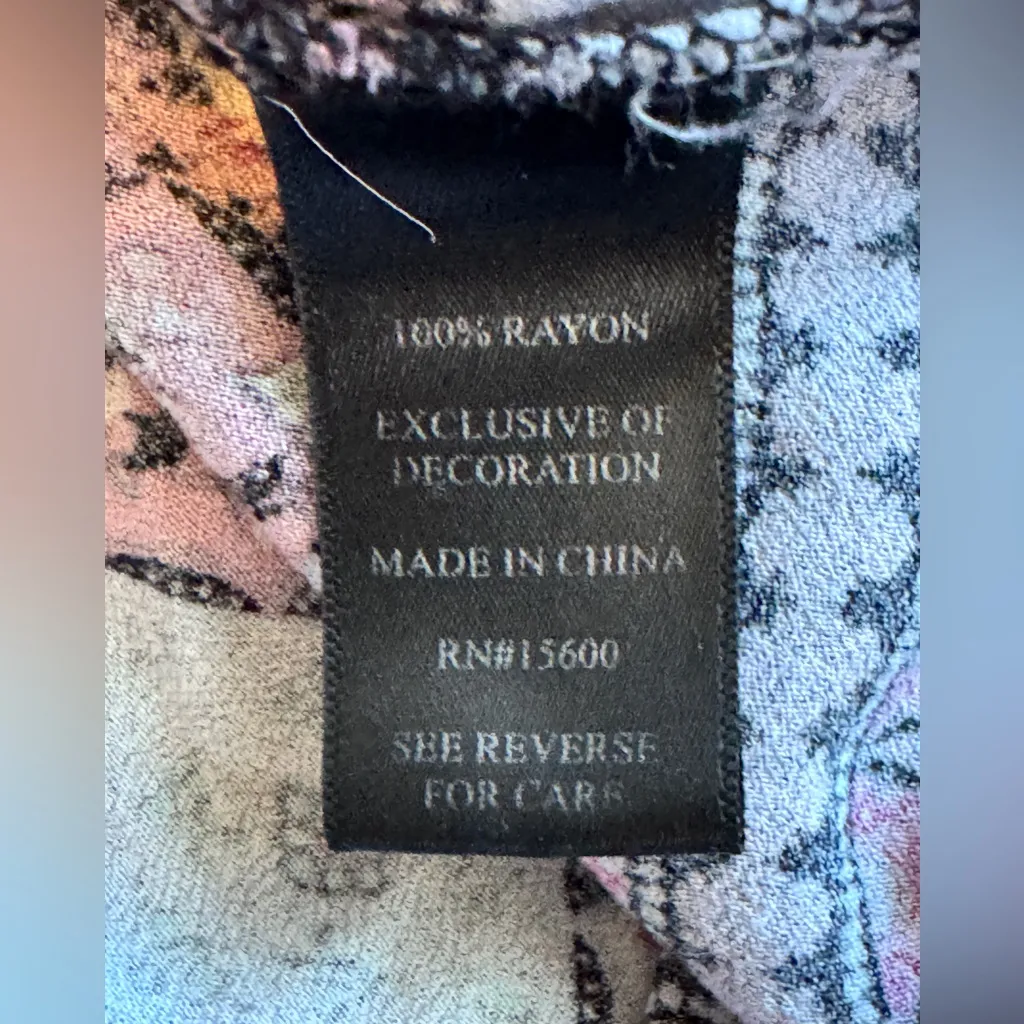 100% RAYON
EXCLUSIVE OF
DECORATION
MADE IN CHINA
RN#15600
SEE REVERSE
FOR CARE